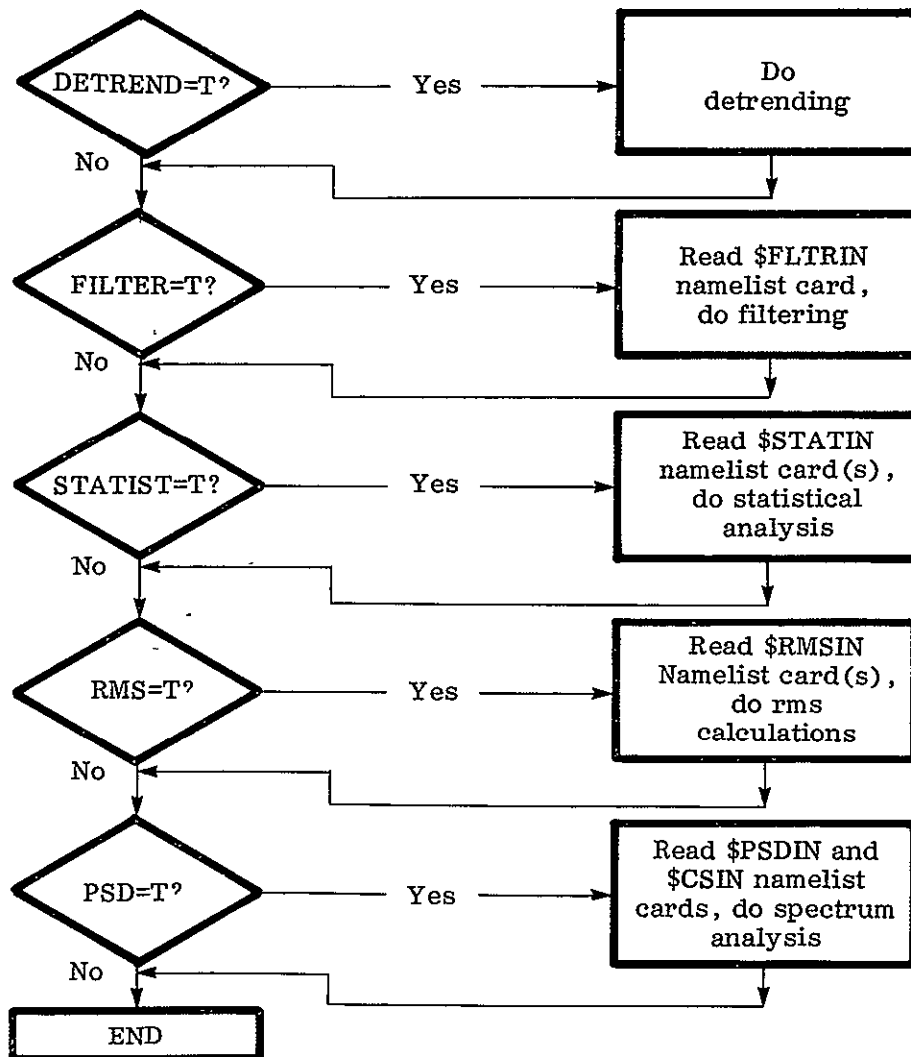 DETREND=T?
Yes
Do
detrending
No
FILTER=T?
Yes
Read $FLTRIN
namelist card,
do filtering
No
STATIST=T?
Yes
Read $STATIN
namelist card(s),
do statistical
analysis
No
RMS=T?
Yes
Read $RMSIN
Namelist card(s),
do rms
calculations
No
PSD=T?
Yes
Read $PSDIN and
$CSIN namelist
cards, do spectrum
analysis
No
END